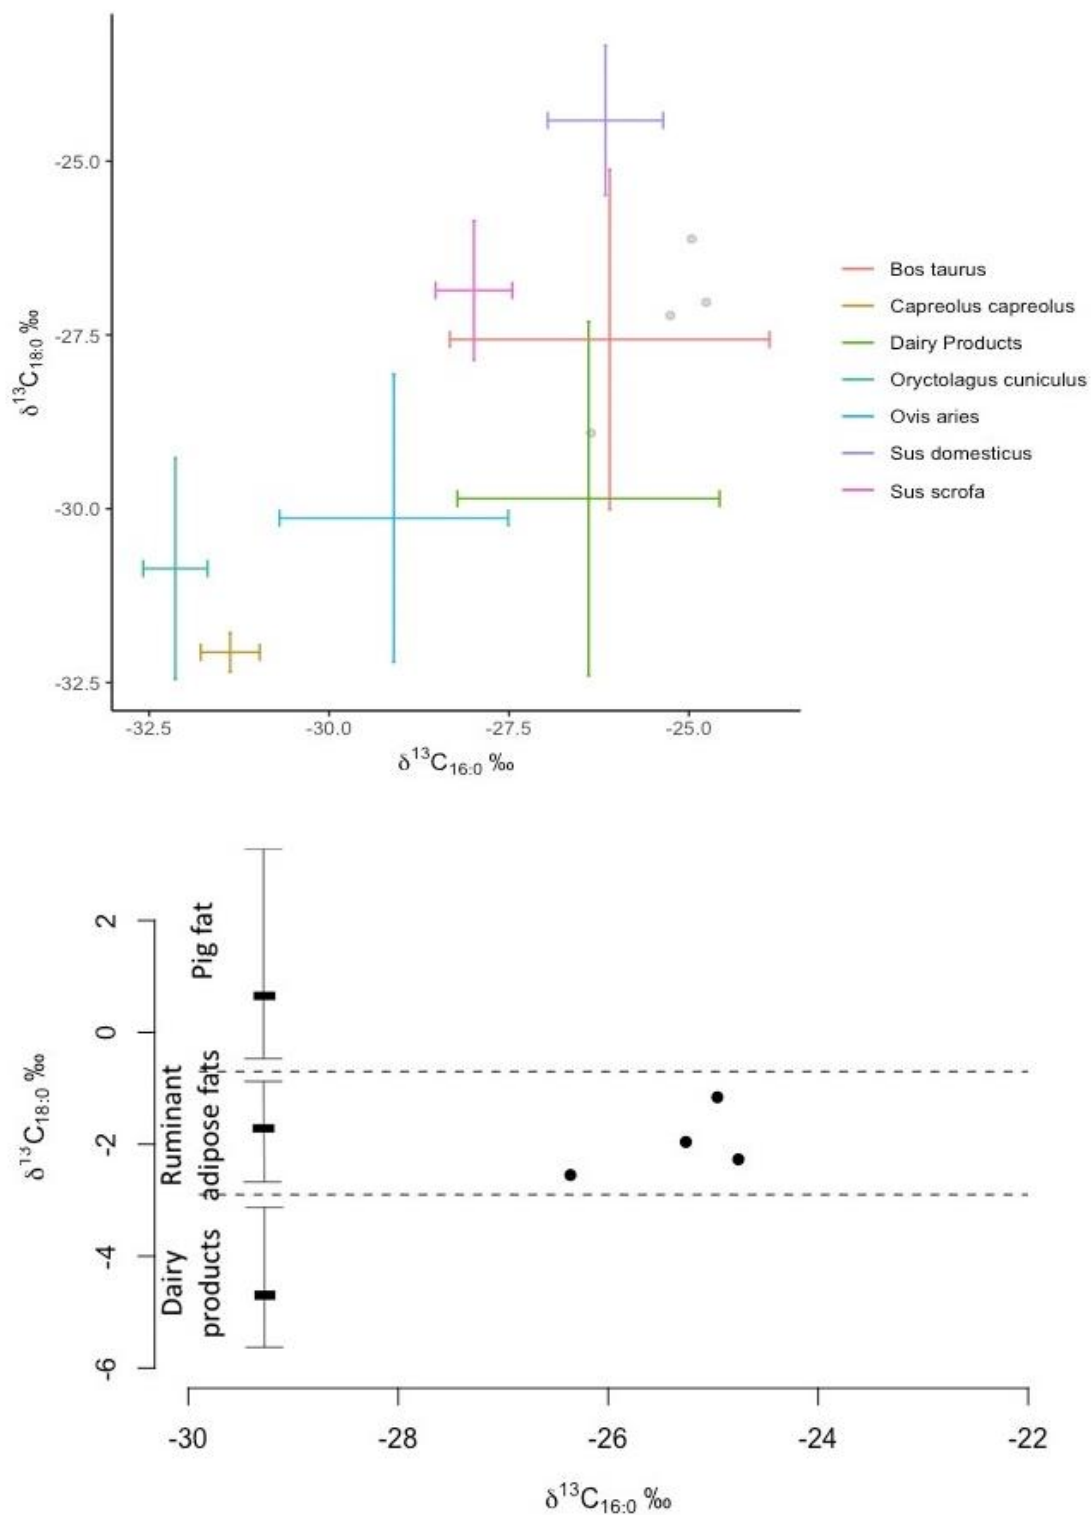 -25.0
-27.5
-30.0
-32.5
δ¹³C₁₈:₀ ‰
-32.5
-30.0
-27.5
-25.0
δ¹³C₁₆:₀ ‰
Bos taurus
Capreolus capreolus
Dairy Products
Oryctolagus cuniculus
Ovis aries
Sus domesticus
Sus scrofa
2
0
-2
-4
-6
δ¹³C₁₈:₀ ‰
Pig fat
Ruminant
adipose fats
Dairy
products
-30
-28
-26
-24
-22
δ¹³C₁₆:₀ ‰